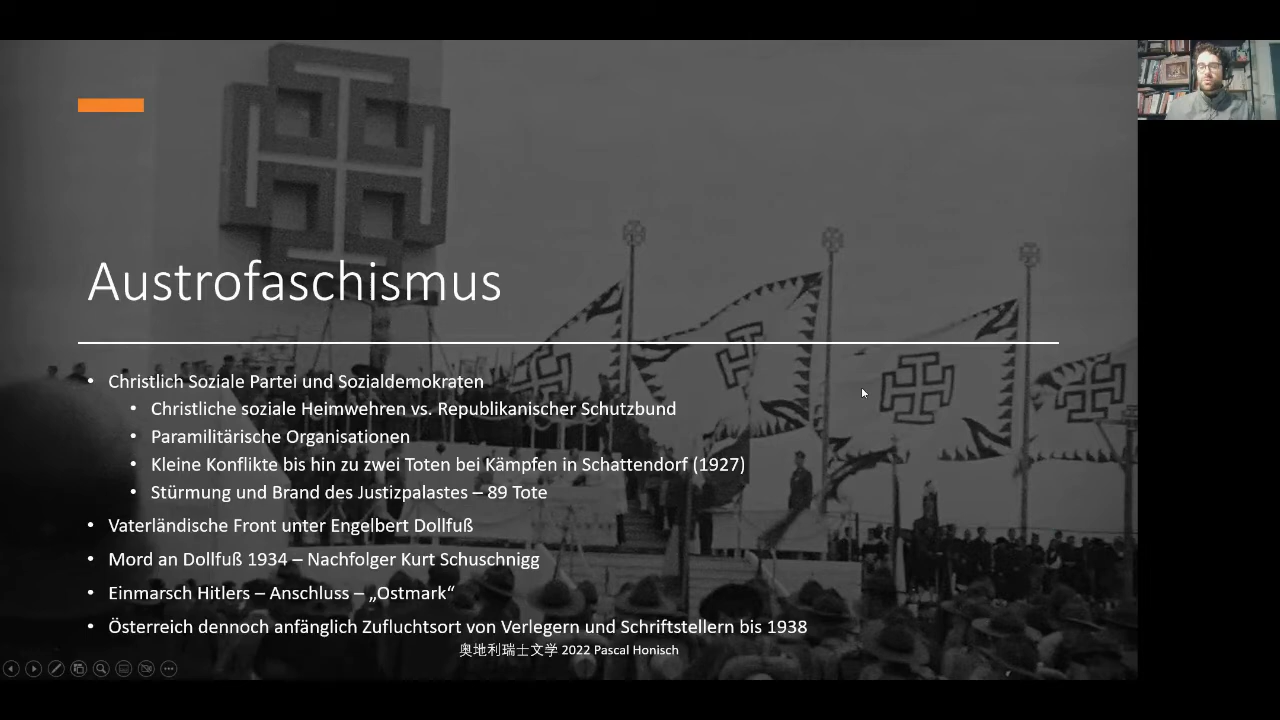 Austrofaschismus
• Christlich Soziale Partei und Sozialdemokraten
• Christliche soziale Heimwehren vs. Republikanischer Schutzbund
• Paramilitärische Organisationen
• Kleine Konflikte bis hin zu zwei Toten bei Kämpfen in Schattendorf (1927)
• Stürmung und Brand des Justizpalastes – 89 Tote
• Vaterländische Front unter Engelbert Dollfuß
• Mord an Dollfuß 1934 – Nachfolger Kurt Schuschnigg
• Einmarsch Hitlers – Anschluss – „Ostmark“
• Österreich dennoch anfänglich Zufluchtsort von Verlegern und Schriftstellern bis 1938
奥地利瑞士文学 2022 Pascal Honisch